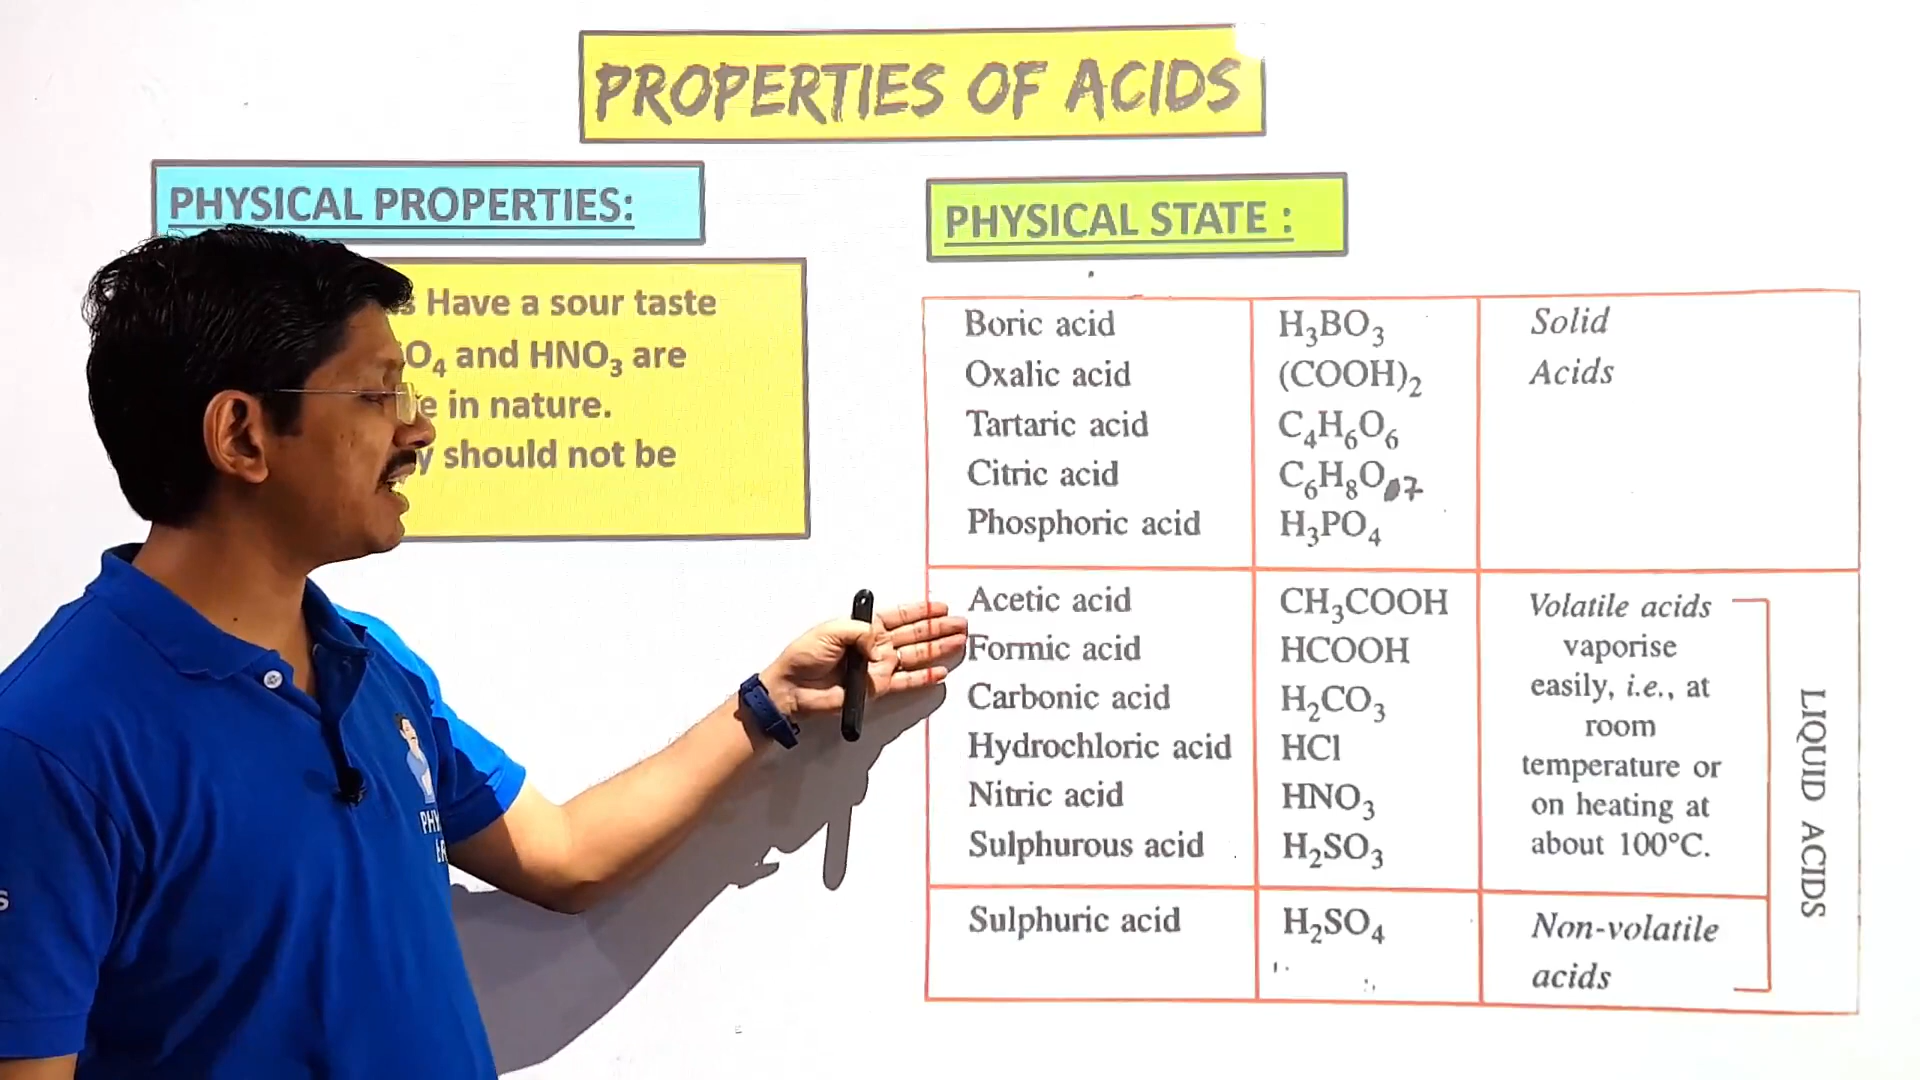 PROPERTIES OF ACIDS
PHYSICAL PROPERTIES:
Have a sour taste
and HNO₃ are
in nature.
should not be
PHYSICAL STATE :
Boric acid H₃BO₃ Solid
Oxalic acid (COOH)₂ Acids
Tartaric acid C₄H₆O₆
Citric acid C₆H₈O₇
Phosphoric acid H₃PO₄
Acetic acid CH₃COOH Volatile acids
Formic acid HCOOH vaporise
Carbonic acid H₂CO₃ easily, i.e., at
room
Hydrochloric acid HCl temperature or
Nitric acid HNO₃ on heating at
Sulphurous acid H₂SO₃ about 100°C.
Sulphuric acid H₂SO₄ Non-volatile
acids
LIQUID ACIDS